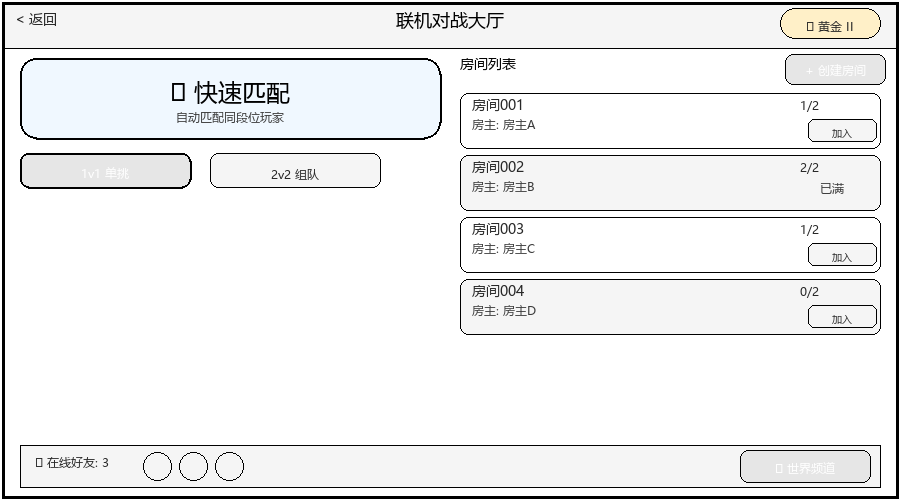 < 返回
联机对战大厅
黄金 II
快速匹配
自动匹配同段位玩家
1v1 单挑
2v2 组队
房间列表
+ 创建房间
房间001
1/2
房主: 房主A
加入
房间002
2/2
房主: 房主B
已满
房间003
1/2
房主: 房主C
加入
房间004
0/2
房主: 房主D
加入
在线好友: 3
世界频道